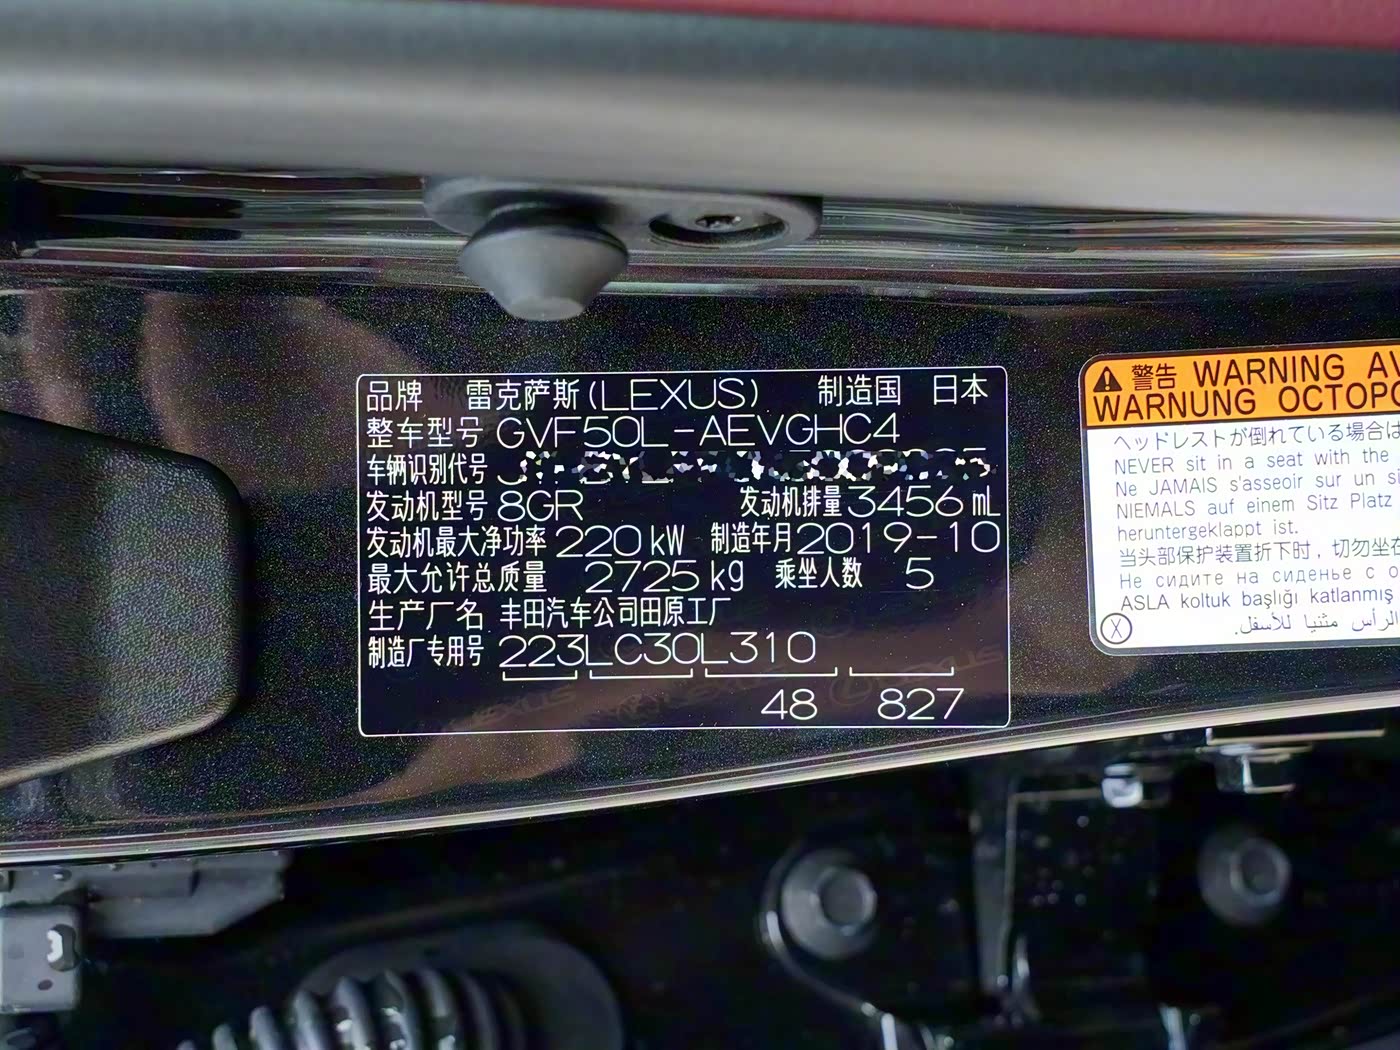 品牌 雷克萨斯(LEXUS) 制造国 日本
整车型号 GVF50L-AEVGHC4
车辆识别代号
发动机型号 8GR 发动机排量 3456 mL
发动机最大净功率 220 kW 制造年月 2019-10
最大允许总质量 2725 kg 乘坐人数 5
生产厂名 丰田汽车公司田原工厂
制造厂专用号 223LC30L310
48 827
警告 WARNING AV
WARNUNG OCTOPO
ヘッドレストが倒れている場合は
NEVER sit in a seat with the
Ne JAMAIS s'asseoir sur un si
NIEMALS auf einem Sitz Platz
heruntergeklappt ist.
当头部保护装置折下时，切勿坐在
Не сидите на сиденье с о
ASLA koltuk başlığı katlanmış
الرأس مثنيا للأسفل.